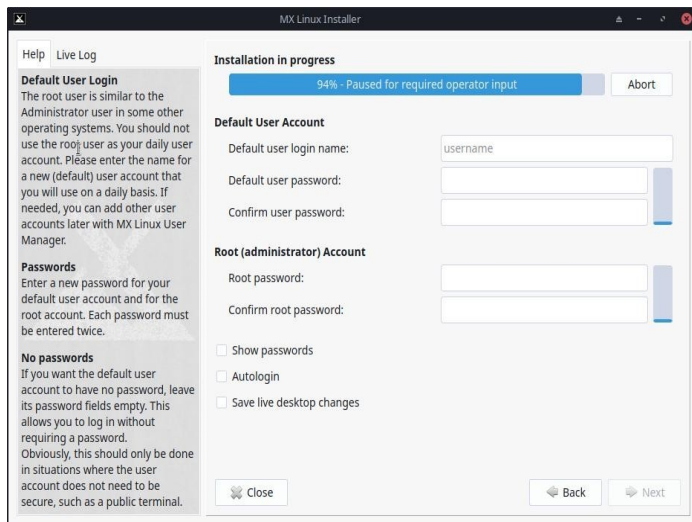 MX Linux Installer
Help Live Log
Default User Login
The root user is similar to the
Administrator user in some other
operating systems. You should not
use the root user as your daily user
account. Please enter the name for
a new (default) user account that
you will use on a daily basis. If
needed, you can add other user
accounts later with MX Linux User
Manager.
Passwords
Enter a new password for your
default user account and for the
root account. Each password must
be entered twice.
No passwords
If you want the default user
account to have no password, leave
its password fields empty. This
allows you to log in without
requiring a password.
Obviously, this should only be done
in situations where the user
account does not need to be
secure, such as a public terminal.
Installation in progress
94% - Paused for required operator input Abort
Default User Account
Default user login name: username
Default user password:
Confirm user password:
Root (administrator) Account
Root password:
Confirm root password:
Show passwords
Autologin
Save live desktop changes
Close Back Next